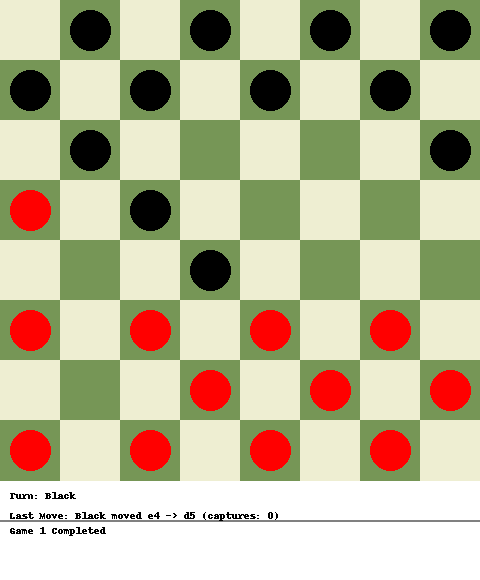 Turn: Black
Last Move: Black moved e4 -> d5 (captures: 0)
Game 1 Completed